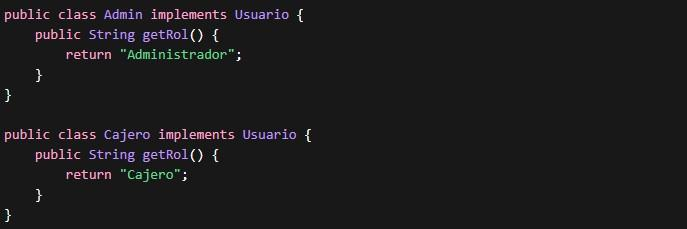 public class Admin implements Usuario {
    public String getRol() {
        return "Administrador";
    }
}

public class Cajero implements Usuario {
    public String getRol() {
        return "Cajero";
    }
}